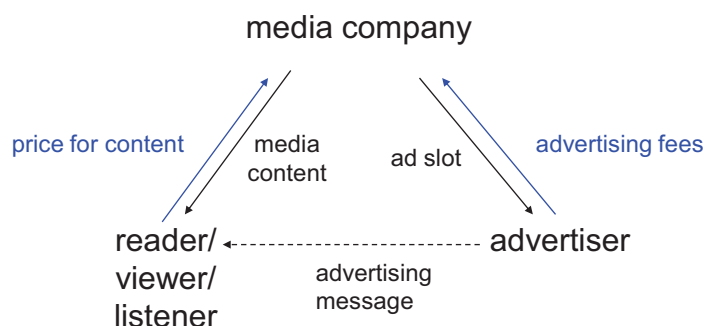 media company
price for content
media
content
ad slot
advertising fees
reader/
viewer/
listener
advertiser
advertising
message